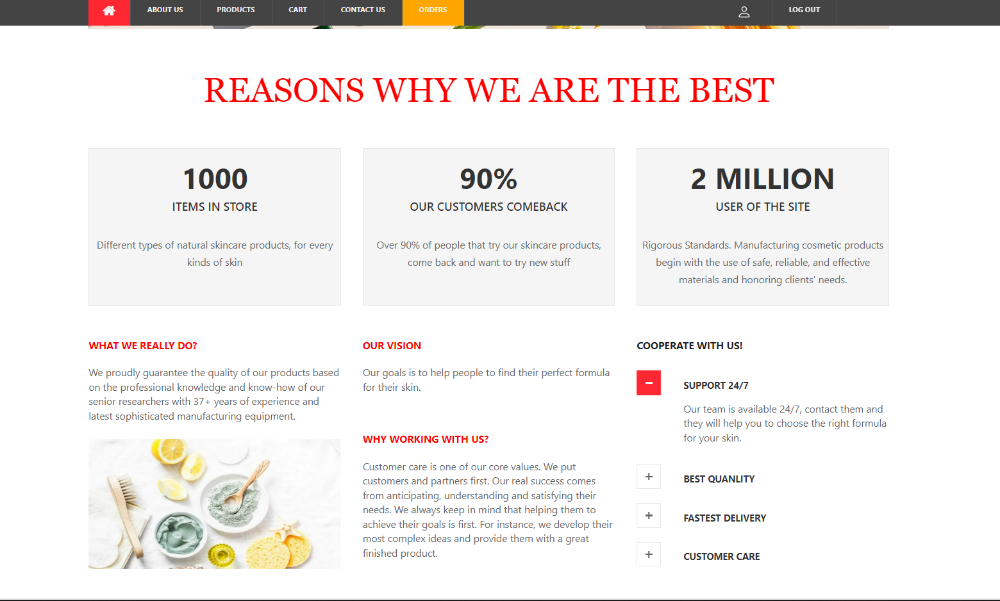 ABOUT US
PRODUCTS
CART
CONTACT US
ORDERS
LOG OUT
REASONS WHY WE ARE THE BEST
1000
ITEMS IN STORE
Different types of natural skincare products, for every
kinds of skin
90%
OUR CUSTOMERS COMEBACK
Over 90% of people that try our skincare products,
come back and want to try new stuff
2 MILLION
USER OF THE SITE
Rigorous Standards. Manufacturing cosmetic products
begin with the use of safe, reliable, and effective
materials and honoring clients' needs.
WHAT WE REALLY DO?
We proudly guarantee the quality of our products based
on the professional knowledge and know-how of our
senior researchers with 37+ years of experience and
latest sophisticated manufacturing equipment.
OUR VISION
Our goals is to help people to find their perfect formula
for their skin.
WHY WORKING WITH US?
Customer care is one of our core values. We put
customers and partners first. Our real success comes
from anticipating, understanding and satisfying their
needs. We always keep in mind that helping them to
achieve their goals is first. For instance, we develop their
most complex ideas and provide them with a great
finished product.
COOPERATE WITH US!
SUPPORT 24/7
Our team is available 24/7, contact them and
they will help you to choose the right formula
for your skin.
BEST QUANLITY
FASTEST DELIVERY
CUSTOMER CARE